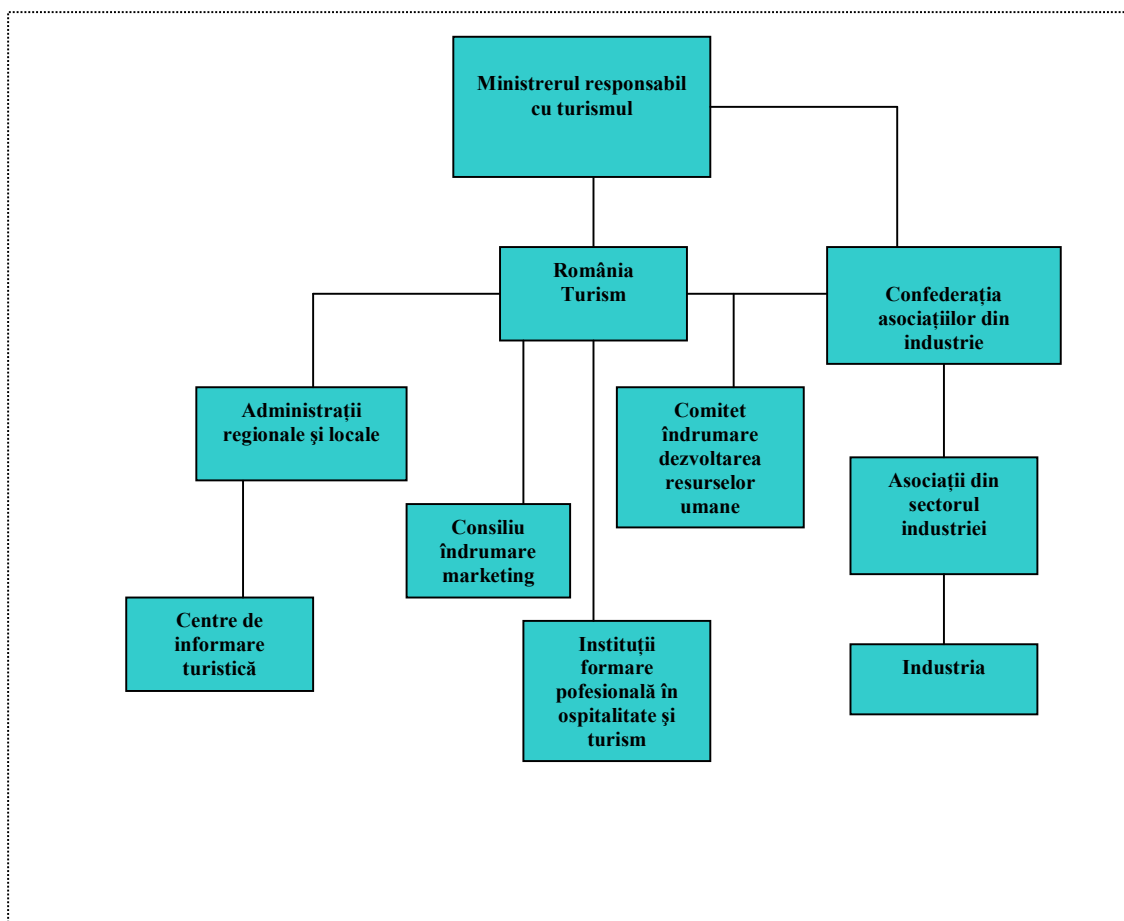 Ministrerul responsabil
cu turismul
România
Turism
Confederația
asociațiilor din
industrie
Administrații
regionale şi locale
Comitet
îndrumare
dezvoltarea
resurselor
umane
Asociații din
sectorul
industriei
Consiliu
îndrumare
marketing
Centre de
informare
turistică
Instituții
formare
pofesională în
ospitalitate şi
turism
Industria